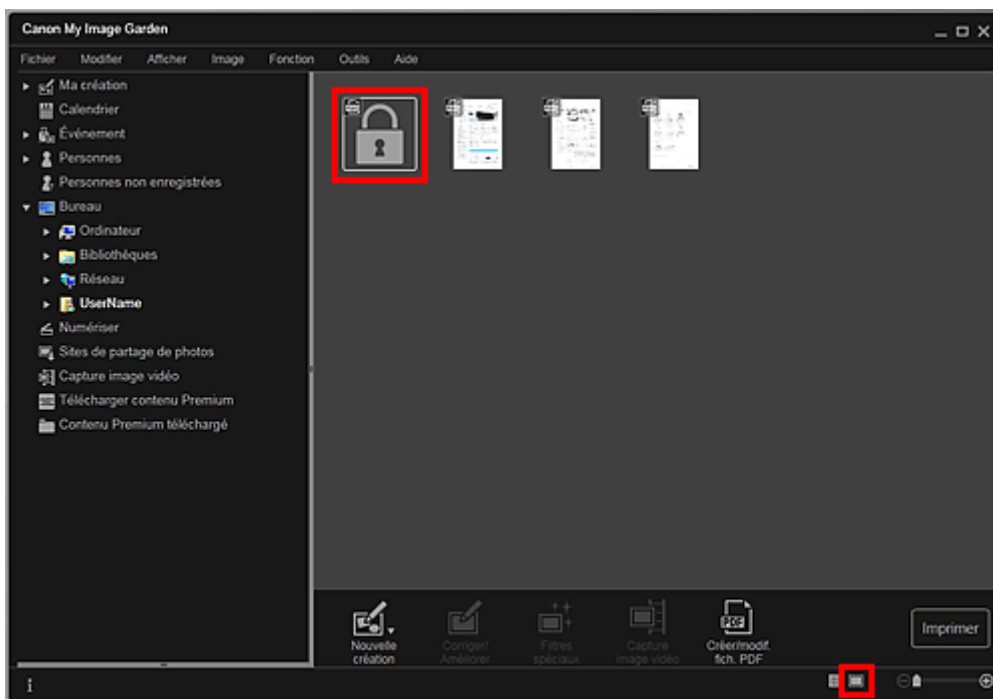 Canon My Image Garden
Fichier Modifier Afficher Image Fonction Outils Aide
Ma création
Calendrier
Événement
Personnes
Personnes non enregistrées
Bureau
Ordinateur
Bibliothèques
Réseau
UserName
Numériser
Sites de partage de photos
Capture image vidéo
Télécharger contenu Premium
Contenu Premium téléchargé
Nouvelle création
Corriger/Améliorer
Filtres spéciaux
Capture image vidéo
PDF
Créer/modif. fich. PDF
Imprimer